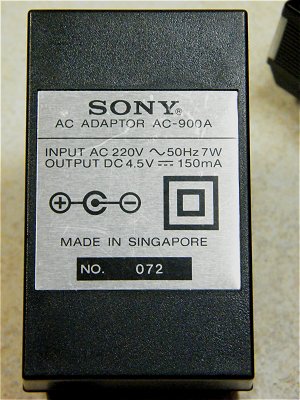 SONY®
AC ADAPTOR AC-900A
INPUT AC 220V ～50Hz 7W
OUTPUT DC 4.5V ⎓ 150mA
MADE IN SINGAPORE
NO. 072